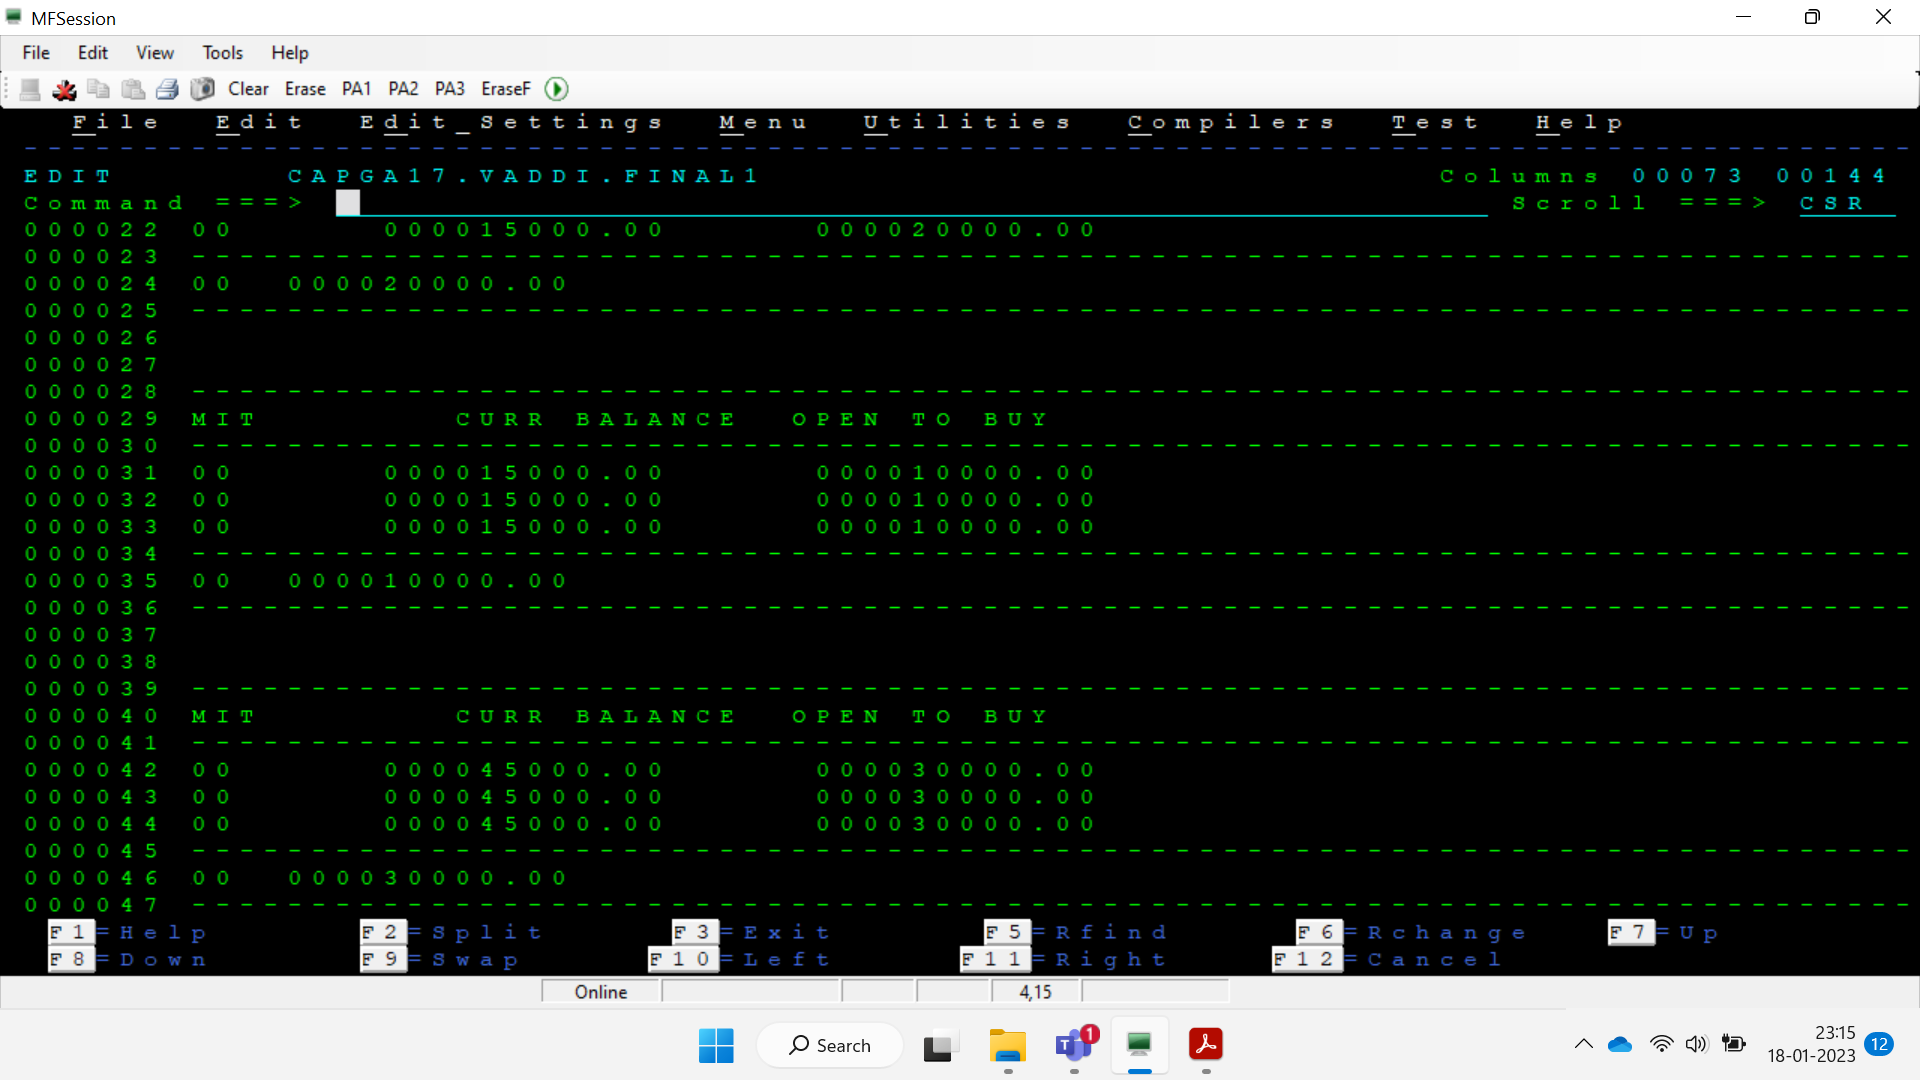 MFSession
File Edit View Tools Help
Clear Erase PA1 PA2 PA3 EraseF
File Edit Edit_Settings Menu Utilities Compilers Test Help
--------------------------------------------------------------------------------
EDIT CAPGA17.VADDI.FINAL1 Columns 00073 00144
Command ===> Scroll ===> CSR
000022 00 000015000.00 000020000.00
000023 ------------------------------------------------------------------------
000024 00 000020000.00
000025 ------------------------------------------------------------------------
000026
000027
000028 ------------------------------------------------------------------------
000029 MIT CURR BALANCE OPEN TO BUY
000030 ------------------------------------------------------------------------
000031 00 000015000.00 000010000.00
000032 00 000015000.00 000010000.00
000033 00 000015000.00 000010000.00
000034 ------------------------------------------------------------------------
000035 00 000010000.00
000036 ------------------------------------------------------------------------
000037
000038
000039 ------------------------------------------------------------------------
000040 MIT CURR BALANCE OPEN TO BUY
000041 ------------------------------------------------------------------------
000042 00 000045000.00 000030000.00
000043 00 000045000.00 000030000.00
000044 00 000045000.00 000030000.00
000045 ------------------------------------------------------------------------
000046 00 000030000.00
000047 ------------------------------------------------------------------------
F1=Help F2=Split F3=Exit F5=Rfind F6=Rchange F7=Up
F8=Down F9=Swap F10=Left F11=Right F12=Cancel
Online 4,15
Search T 1 23:15 12
18-01-2023